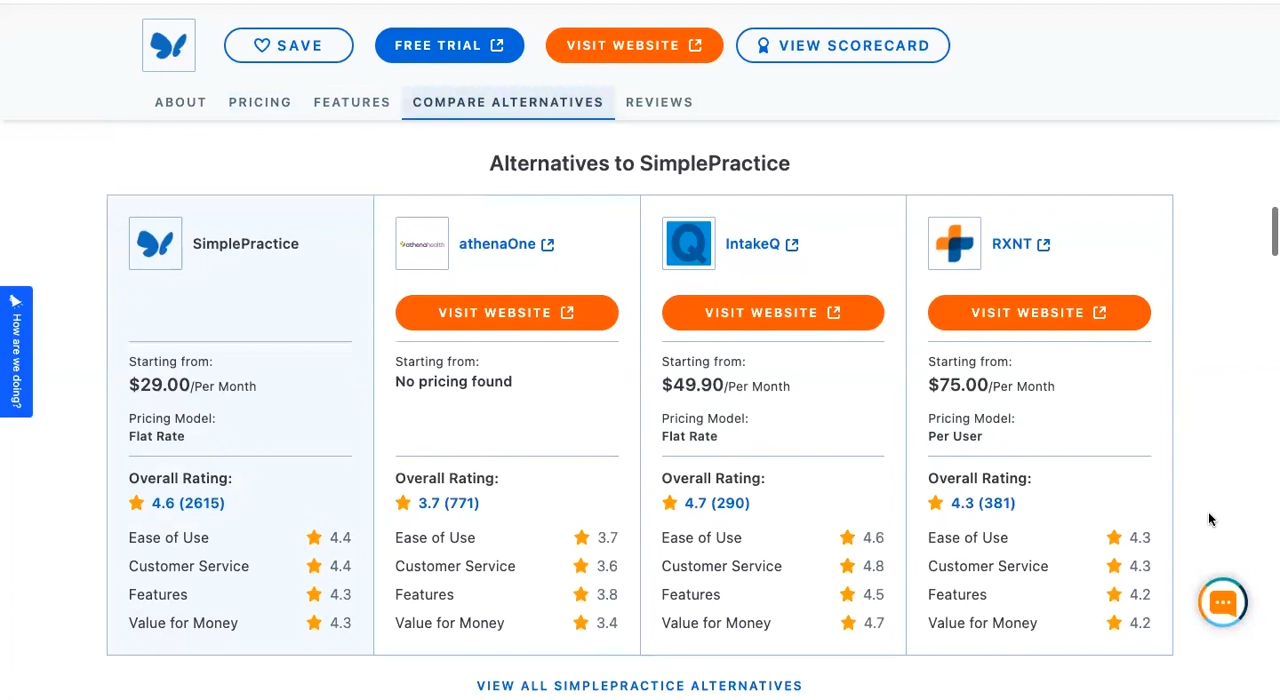 SAVE
FREE TRIAL
VISIT WEBSITE
VIEW SCORECARD
ABOUT
PRICING
FEATURES
COMPARE ALTERNATIVES
REVIEWS
How are we doing?
Alternatives to SimplePractice
SimplePractice
Starting from:
$29.00/Per Month
Pricing Model:
Flat Rate
Overall Rating:
4.6 (2615)
Ease of Use 4.4
Customer Service 4.4
Features 4.3
Value for Money 4.3
athenahealth
athenaOne
VISIT WEBSITE
Starting from:
No pricing found
Overall Rating:
3.7 (771)
Ease of Use 3.7
Customer Service 3.6
Features 3.8
Value for Money 3.4
IntakeQ
VISIT WEBSITE
Starting from:
$49.90/Per Month
Pricing Model:
Flat Rate
Overall Rating:
4.7 (290)
Ease of Use 4.6
Customer Service 4.8
Features 4.5
Value for Money 4.7
RXNT
VISIT WEBSITE
Starting from:
$75.00/Per Month
Pricing Model:
Per User
Overall Rating:
4.3 (381)
Ease of Use 4.3
Customer Service 4.3
Features 4.2
Value for Money 4.2
VIEW ALL SIMPLEPRACTICE ALTERNATIVES